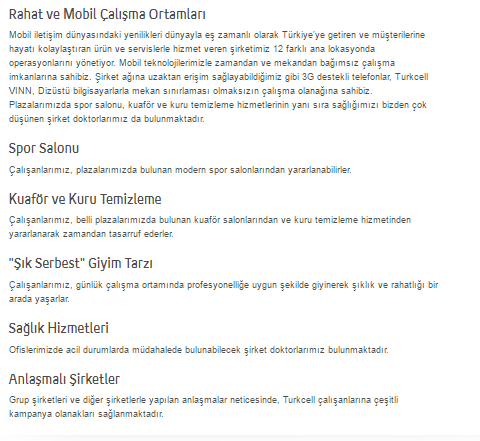 Rahat ve Mobil Çalışma Ortamları
Mobil iletişim dünyasındaki yenilikleri dünyayla eş zamanlı olarak Türkiye'ye getiren ve müşterilerine
hayatı kolaylaştıran ürün ve servislerle hizmet veren şirketimiz 12 farklı ana lokasyonda
operasyonlarını yönetiyor. Mobil teknolojilerimizle zamandan ve mekandan bağımsız çalışma
imkanlarına sahibiz. Şirket ağına uzaktan erişim sağlayabildiğimiz gibi 3G destekli telefonlar, Turkcell
VINN, Dizüstü bilgisayarlarla mekan sınırlaması olmaksızın çalışma olanağına sahibiz.
Plazalarımızda spor salonu, kuaför ve kuru temizleme hizmetlerinin yanı sıra sağlığımızı bizden çok
düşünen şirket doktorlarımız da bulunmaktadır.
Spor Salonu
Çalışanlarımız, plazalarımızda bulunan modern spor salonlarından yararlanabilirler.
Kuaför ve Kuru Temizleme
Çalışanlarımız, belli plazalarımızda bulunan kuaför salonlarından ve kuru temizleme hizmetinden
yararlanarak zamandan tasarruf ederler.
"Şık Serbest" Giyim Tarzı
Çalışanlarımız, günlük çalışma ortamında profesyonelliğe uygun şekilde giyinerek şıklık ve rahatlığı bir
arada yaşarlar.
Sağlık Hizmetleri
Ofislerimizde acil durumlarda müdahalede bulunabilecek şirket doktorlarımız bulunmaktadır.
Anlaşmalı Şirketler
Grup şirketleri ve diğer şirketlerle yapılan anlaşmalar neticesinde, Turkcell çalışanlarına çeşitli
kampanya olanakları sağlanmaktadır.